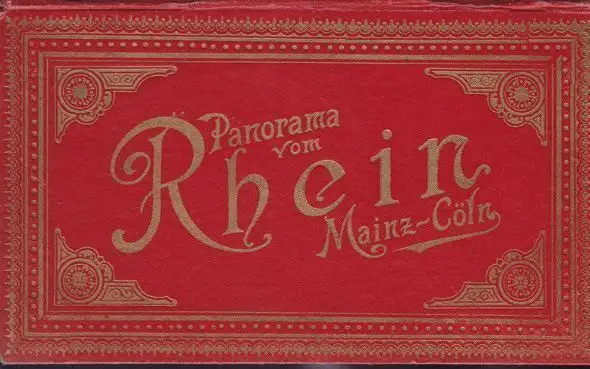 Panorama
vom
Rhein
Mainz-Cöln